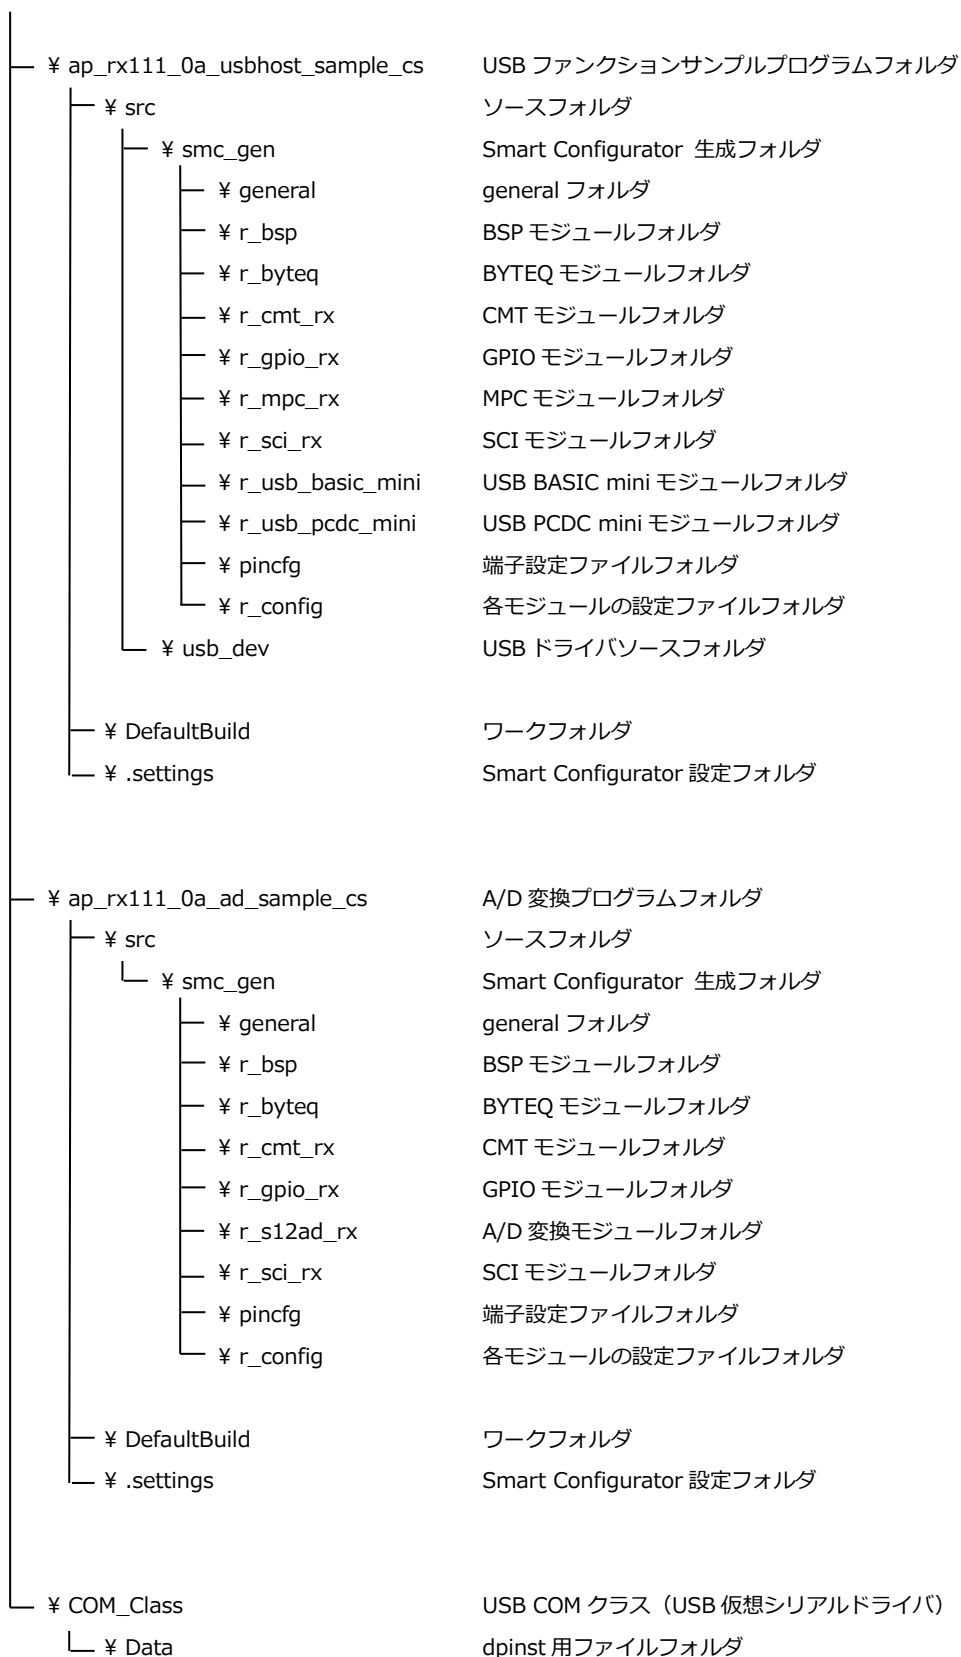 ¥ ap_rx111_0a_usbhost_sample_cs USB ファンクションサンプルプログラムフォルダ
¥ src ソースフォルダ
¥ smc_gen Smart Configurator 生成フォルダ
¥ general general フォルダ
¥ r_bsp BSP モジュールフォルダ
¥ r_byteq BYTEQ モジュールフォルダ
¥ r_cmt_rx CMT モジュールフォルダ
¥ r_gpio_rx GPIO モジュールフォルダ
¥ r_mpc_rx MPC モジュールフォルダ
¥ r_sci_rx SCI モジュールフォルダ
¥ r_usb_basic_mini USB BASIC mini モジュールフォルダ
¥ r_usb_pcdc_mini USB PCDC mini モジュールフォルダ
¥ pincfg 端子設定ファイルフォルダ
¥ r_config 各モジュールの設定ファイルフォルダ
¥ usb_dev USB ドライバソースフォルダ
¥ DefaultBuild ワークフォルダ
¥ .settings Smart Configurator 設定フォルダ
¥ ap_rx111_0a_ad_sample_cs A/D 変換プログラムフォルダ
¥ src ソースフォルダ
¥ smc_gen Smart Configurator 生成フォルダ
¥ general general フォルダ
¥ r_bsp BSP モジュールフォルダ
¥ r_byteq BYTEQ モジュールフォルダ
¥ r_cmt_rx CMT モジュールフォルダ
¥ r_gpio_rx GPIO モジュールフォルダ
¥ r_s12ad_rx A/D 変換モジュールフォルダ
¥ r_sci_rx SCI モジュールフォルダ
¥ pincfg 端子設定ファイルフォルダ
¥ r_config 各モジュールの設定ファイルフォルダ
¥ DefaultBuild ワークフォルダ
¥ .settings Smart Configurator 設定フォルダ
¥ COM_Class USB COM クラス（USB 仮想シリアルドライバ）
¥ Data dpinst 用ファイルフォルダ